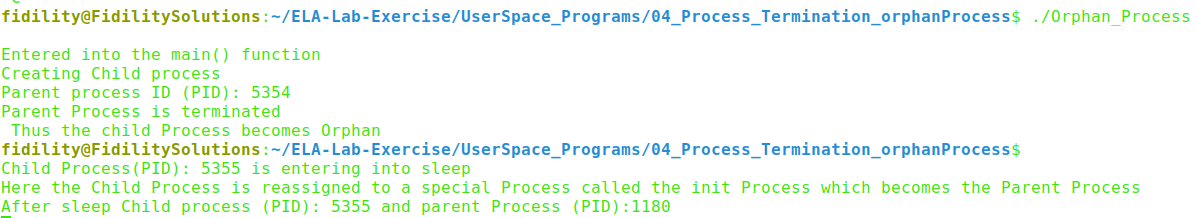 fidility@FidilitySolutions:~/ELA-Lab-Exercise/UserSpace_Programs/04_Process_Termination_orphanProcess$ ./Orphan_Process
Entered into the main() function
Creating Child process
Parent process ID (PID): 5354
Parent Process is terminated
 Thus the child Process becomes Orphan
fidility@FidilitySolutions:~/ELA-Lab-Exercise/UserSpace_Programs/04_Process_Termination_orphanProcess$
Child Process(PID): 5355 is entering into sleep
Here the Child Process is reassigned to a special Process called the init Process which becomes the Parent Process
After sleep Child process (PID): 5355 and parent Process (PID):1180